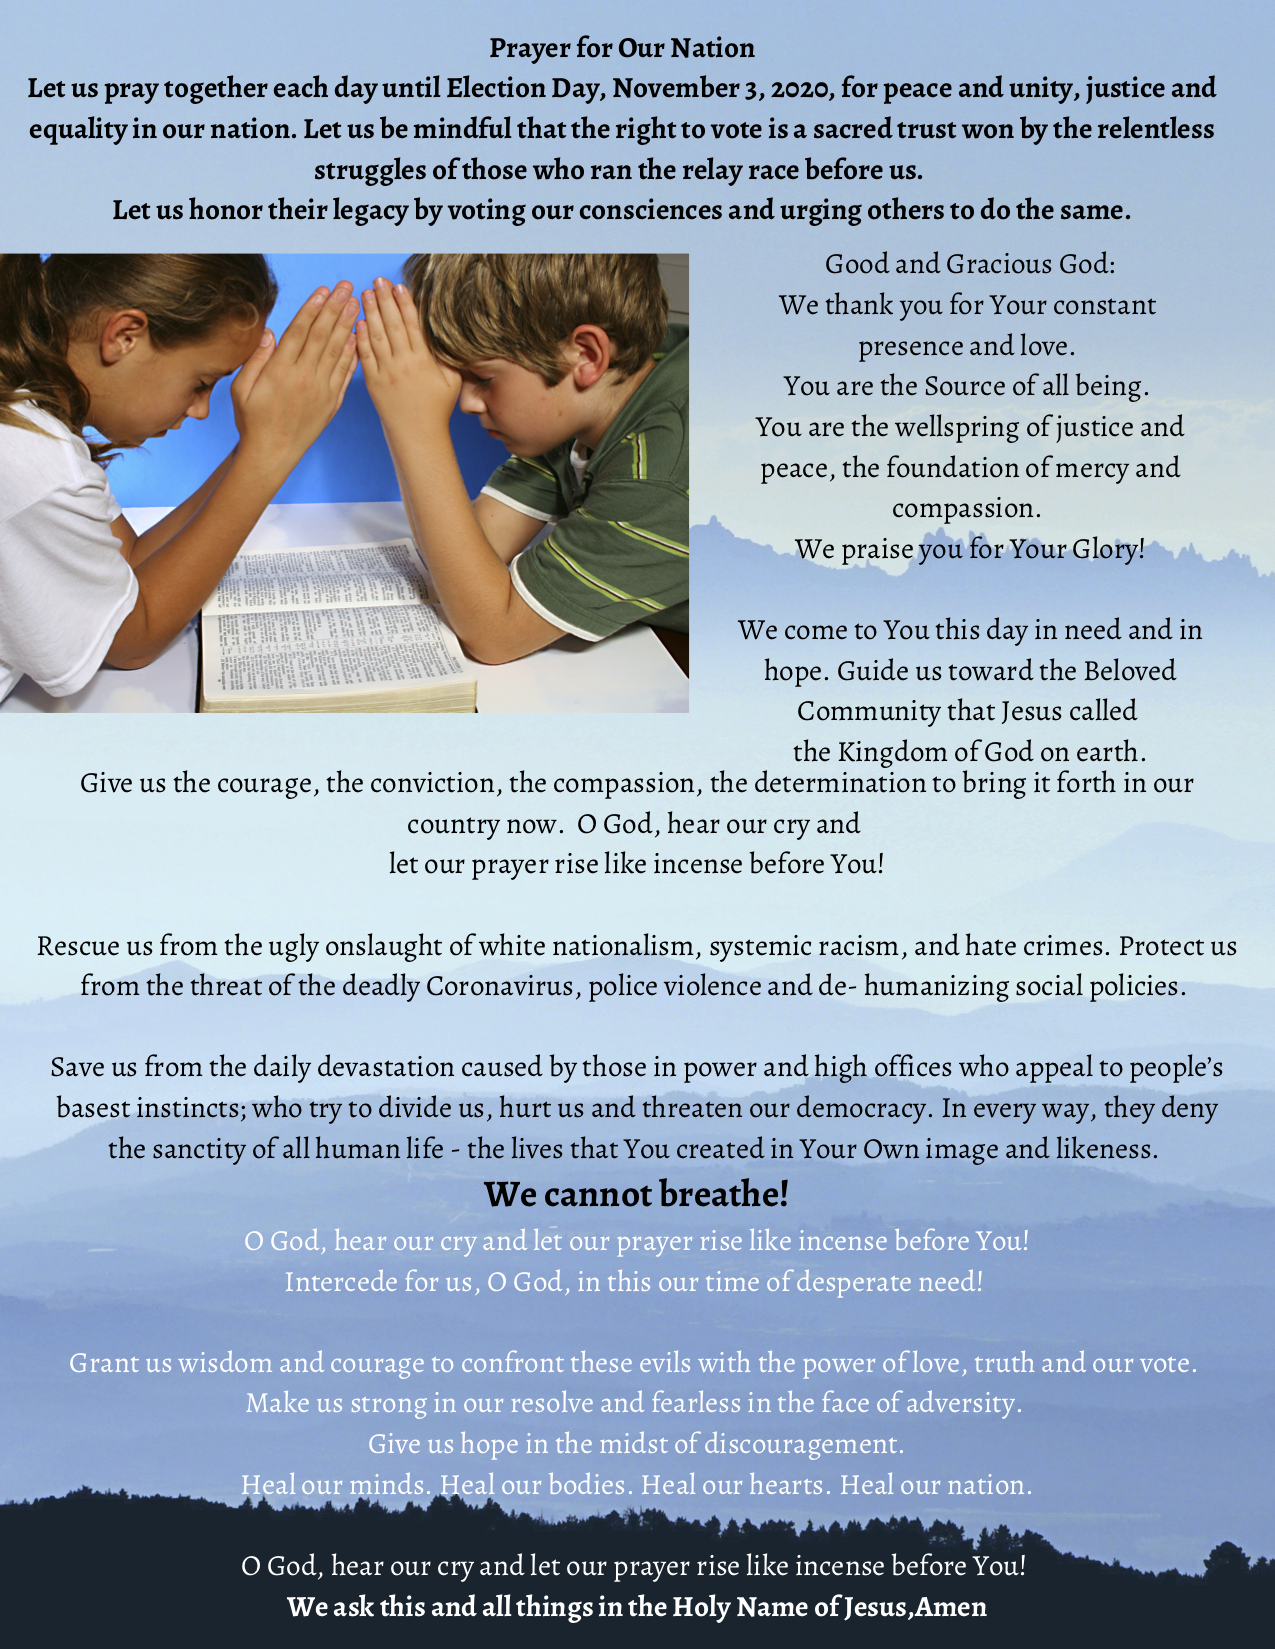 Prayer for Our Nation
Let us pray together each day until Election Day, November 3, 2020, for peace and unity, justice and
equality in our nation. Let us be mindful that the right to vote is a sacred trust won by the relentless
struggles of those who ran the relay race before us.
Let us honor their legacy by voting our consciences and urging others to do the same.
Good and Gracious God:
We thank you for Your constant
presence and love.
You are the Source of all being.
You are the wellspring of justice and
peace, the foundation of mercy and
compassion.
We praise you for Your Glory!
We come to You this day in need and in
hope. Guide us toward the Beloved
Community that Jesus called
the Kingdom of God on earth.
Give us the courage, the conviction, the compassion, the determination to bring it forth in our
country now. O God, hear our cry and
let our prayer rise like incense before You!
Rescue us from the ugly onslaught of white nationalism, systemic racism, and hate crimes. Protect us
from the threat of the deadly Coronavirus, police violence and de- humanizing social policies.
Save us from the daily devastation caused by those in power and high offices who appeal to people's
basest instincts; who try to divide us, hurt us and threaten our democracy. In every way, they deny
the sanctity of all human life - the lives that You created in Your Own image and likeness.
We cannot breathe!
O God, hear our cry and let our prayer rise like incense before You!
Intercede for us, O God, in this our time of desperate need!
Grant us wisdom and courage to confront these evils with the power of love, truth and our vote.
Make us strong in our resolve and fearless in the face of adversity.
Give us hope in the midst of discouragement.
Heal our minds. Heal our bodies. Heal our hearts. Heal our nation.
O God, hear our cry and let our prayer rise like incense before You!
We ask this and all things in the Holy Name of Jesus,Amen